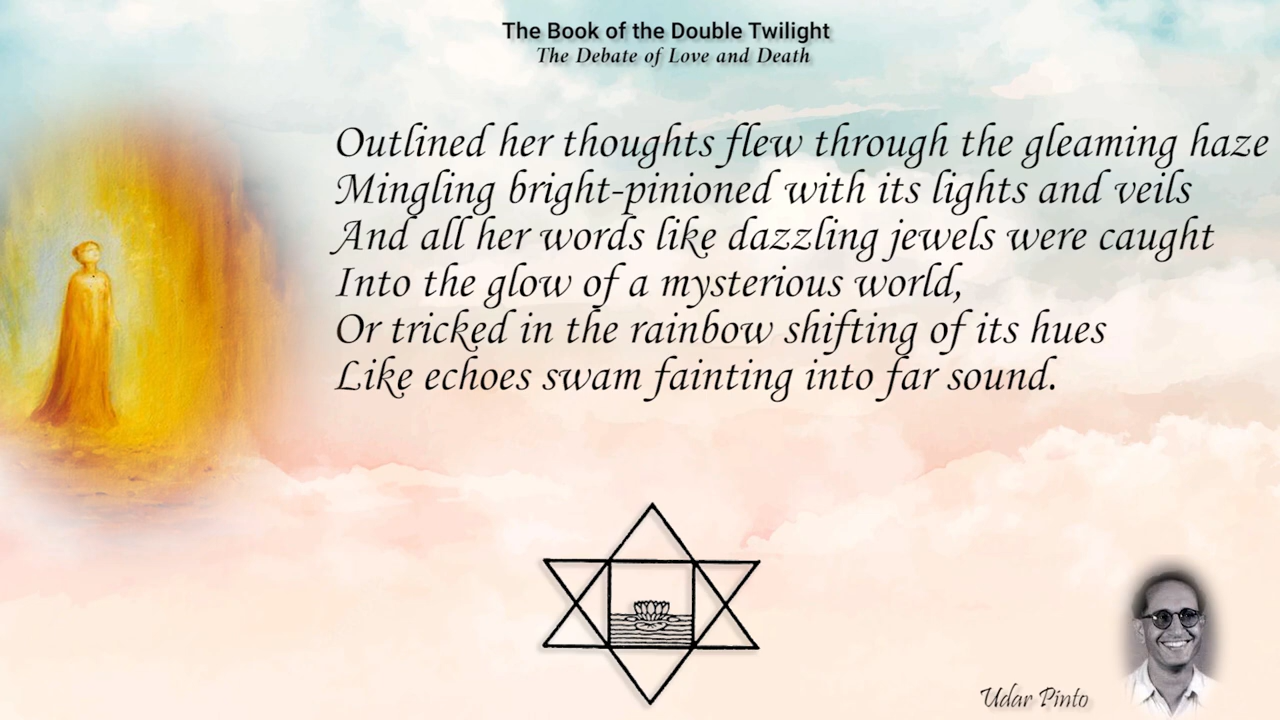 The Book of the Double Twilight
The Debate of Love and Death
Outlined her thoughts flew through the gleaming haze
Mingling bright-pinioned with its lights and veils
And all her words like dazzling jewels were caught
Into the glow of a mysterious world,
Or tricked in the rainbow shifting of its hues
Like echoes swam fainting into far sound.
Udar Pinto